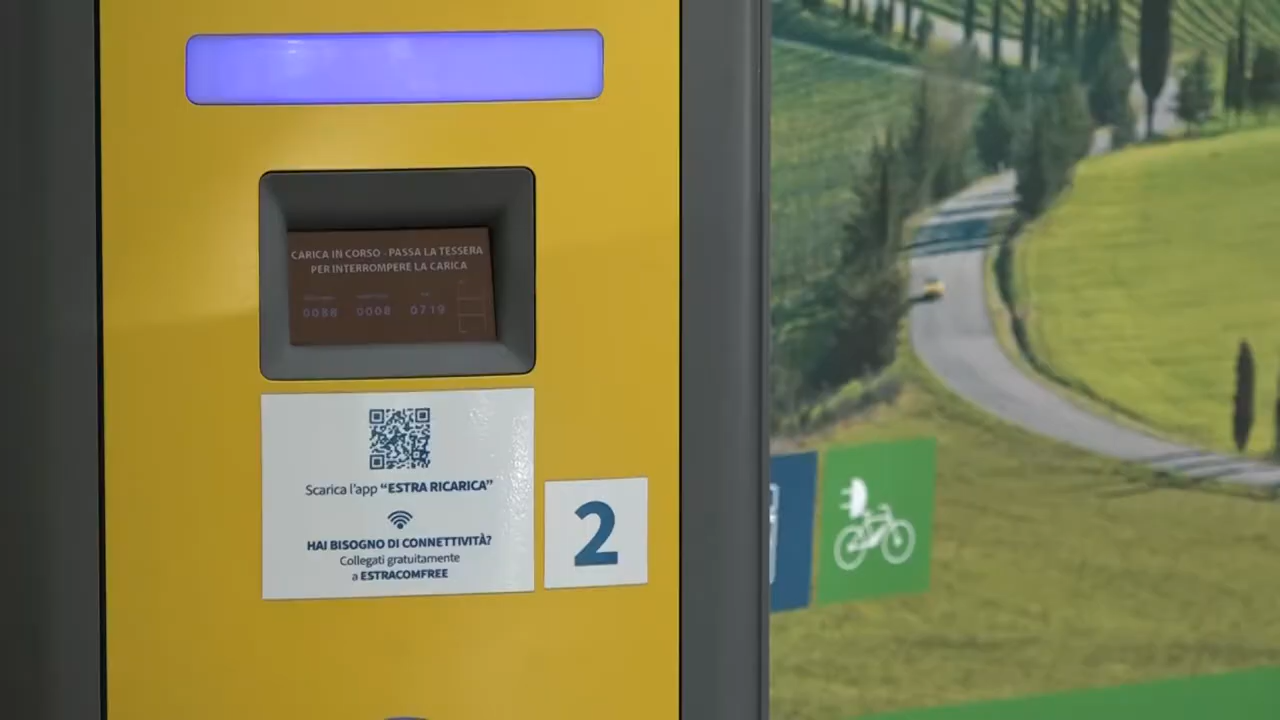 CARICA IN CORSO - PASSA LA TESSERA
PER INTERROMPERE LA CARICA
0008 0719
Scarica l'app “ESTRA RICARICA”
HAI BISOGNO DI CONNETTIVITÀ?
Collegati gratuitamente
a ESTRACOMFREE
2